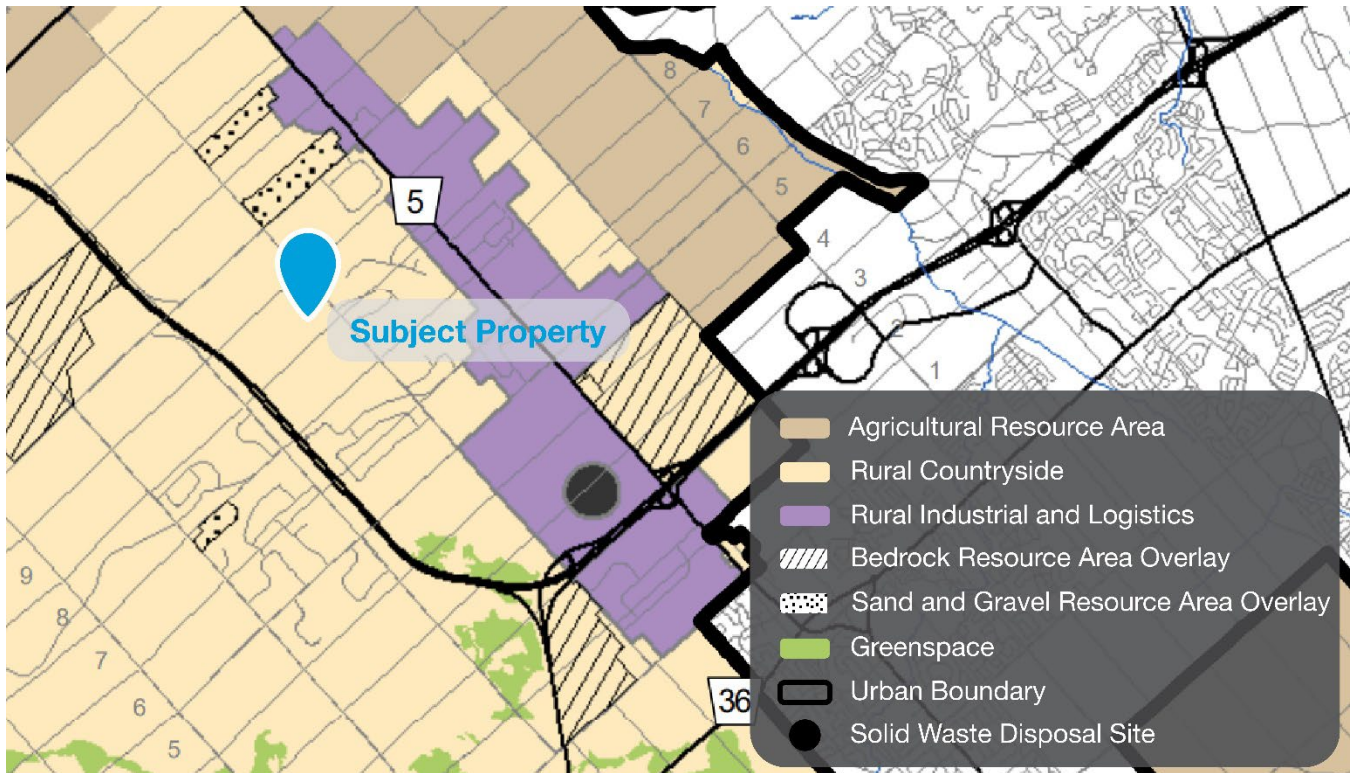 8
7
6
5
5
4
3
2
1
Subject Property
9
8
7
6
5
36
Agricultural Resource Area
Rural Countryside
Rural Industrial and Logistics
Bedrock Resource Area Overlay
Sand and Gravel Resource Area Overlay
Greenspace
Urban Boundary
Solid Waste Disposal Site